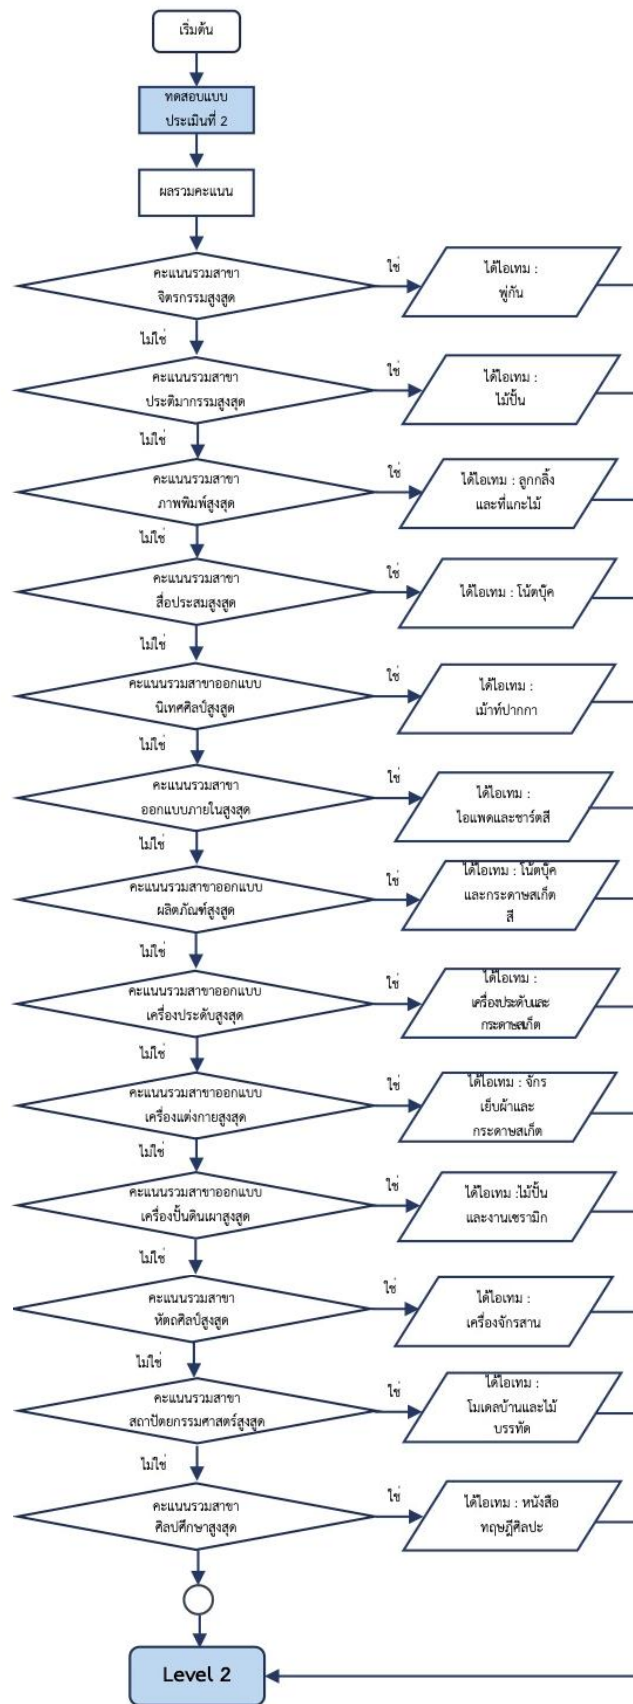 เริ่มต้น
ทดสอบแบบ
ประเมินที่ 2
ผลรวมคะแนน
คะแนนรวมสาขา
จิตรกรรมสูงสุด
ใช่
ได้ไอเทม :
พู่กัน
ไม่ใช่
คะแนนรวมสาขา
ประติมากรรมสูงสุด
ใช่
ได้ไอเทม :
ไม้ปั้น
ไม่ใช่
คะแนนรวมสาขา
ภาพพิมพ์สูงสุด
ใช่
ได้ไอเทม : ลูกกลิ้ง
และที่แกะไม้
ไม่ใช่
คะแนนรวมสาขา
สื่อประสมสูงสุด
ใช่
ได้ไอเทม : โน้ตบุ๊ค
ไม่ใช่
คะแนนรวมสาขาออกแบบ
นิเทศศิลป์สูงสุด
ใช่
ได้ไอเทม :
เม้าท์ปากกา
ไม่ใช่
คะแนนรวมสาขา
ออกแบบภายในสูงสุด
ใช่
ได้ไอเทม :
ไอแพดและชาร์ตสี
ไม่ใช่
คะแนนรวมสาขาออกแบบ
ผลิตภัณฑ์สูงสุด
ใช่
ได้ไอเทม : โน้ตบุ๊ค
และกระดาษสเก็ต
สี
ไม่ใช่
คะแนนรวมสาขาออกแบบ
เครื่องประดับสูงสุด
ใช่
ได้ไอเทม :
เครื่องประดับและ
กระดาษสเก็ต
ไม่ใช่
คะแนนรวมสาขาออกแบบ
เครื่องแต่งกายสูงสุด
ใช่
ได้ไอเทม : จักร
เย็บผ้าและ
กระดาษสเก็ต
ไม่ใช่
คะแนนรวมสาขาออกแบบ
เครื่องปั้นดินเผาสูงสุด
ใช่
ได้ไอเทม :ไม้ปั้น
และงานเซรามิก
ไม่ใช่
คะแนนรวมสาขา
หัตถศิลป์สูงสุด
ใช่
ได้ไอเทม :
เครื่องจักรสาน
ไม่ใช่
คะแนนรวมสาขา
สถาปัตยกรรมศาสตร์สูงสุด
ใช่
ได้ไอเทม :
โมเดลบ้านและไม้
บรรทัด
ไม่ใช่
คะแนนรวมสาขา
ศิลปศึกษาสูงสุด
ใช่
ได้ไอเทม : หนังสือ
ทฤษฎีศิลปะ
Level 2